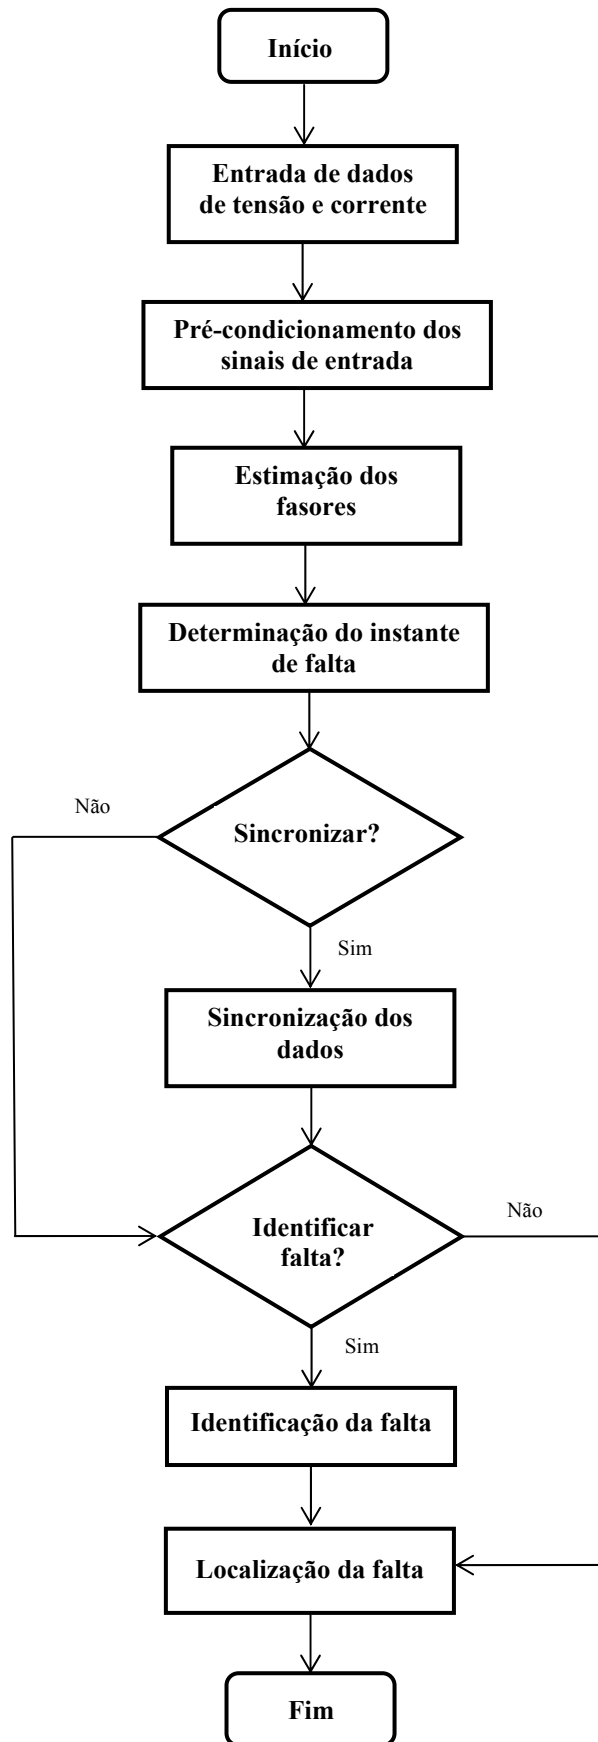 Início
Entrada de dados
de tensão e corrente
Pré-condicionamento dos
sinais de entrada
Estimação dos
fasores
Determinação do instante
de falta
Não
Sincronizar?
Sim
Sincronização dos
dados
Não
Identificar
falta?
Sim
Identificação da falta
Localização da falta
Fim